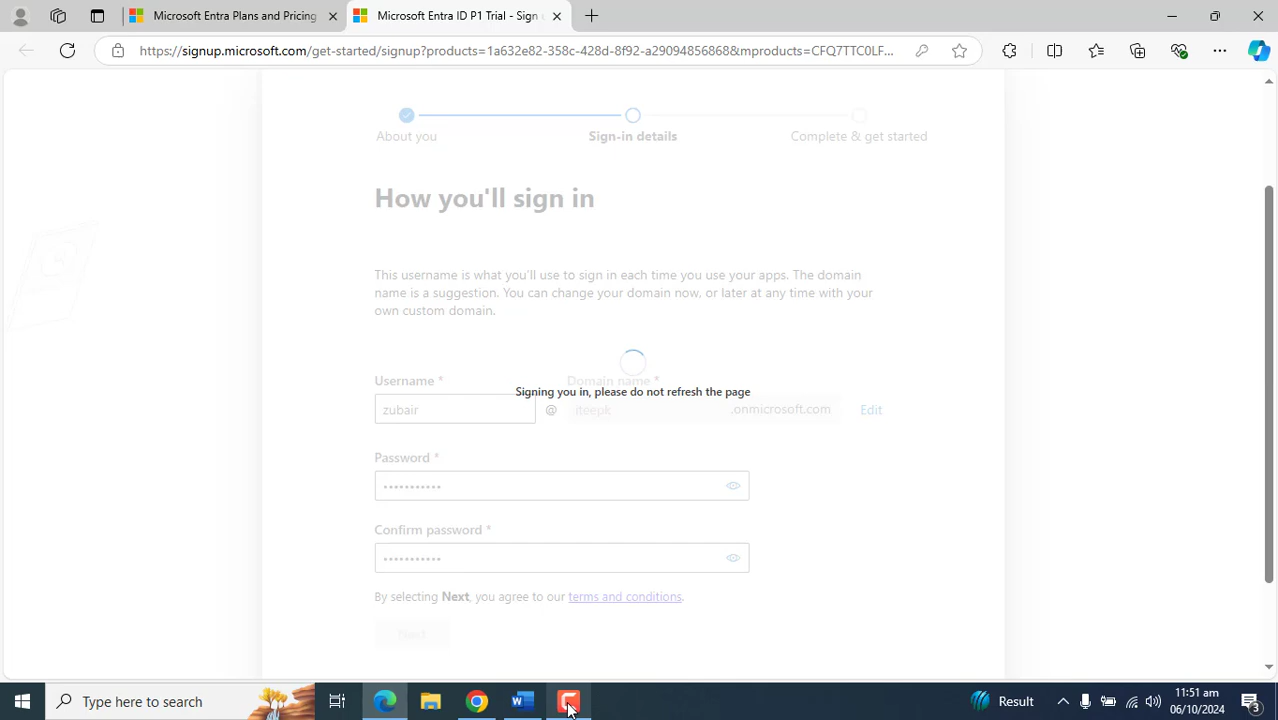 Microsoft Entra Plans and Pricing
Microsoft Entra ID P1 Trial - Sign
https://signup.microsoft.com/get-started/signup?products=1a632e82-358c-428d-8f92-a29094856868&mproducts=CFQ7TTC0LF...
About you
Sign-in details
Complete & get started
How you'll sign in
This username is what you'll use to sign in each time you use your apps. The domain
name is a suggestion. You can change your domain now, or later at any time with your
own custom domain.
Username *
Domain name *
Signing you in, please do not refresh the page
zubair
@
iteepk
.onmicrosoft.com
Edit
Password *
•••••••••••
Confirm password *
•••••••••••
By selecting Next, you agree to our terms and conditions.
Next
Type here to search
Result
11:51 am
06/10/2024
3